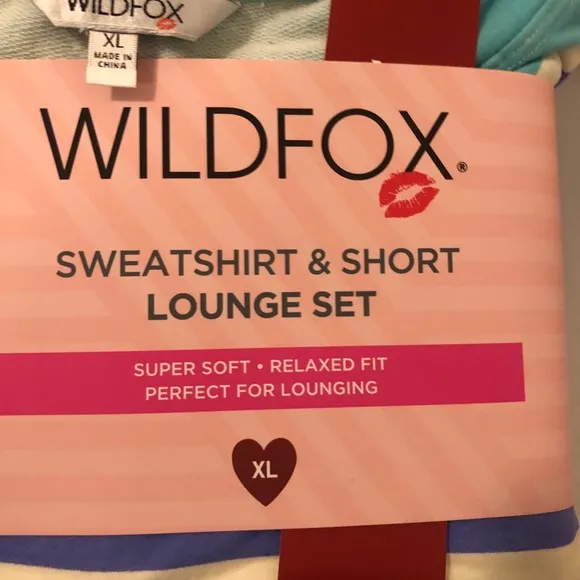 WILDFOX
XL
MADE IN
CHINA
WILDFOX®
SWEATSHIRT & SHORT
LOUNGE SET
SUPER SOFT • RELAXED FIT
PERFECT FOR LOUNGING
XL